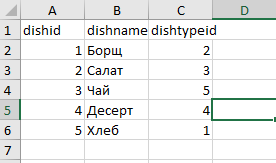 A B C D
1 dishid dishname dishtypeid
2 1 Борщ 2
3 2 Салат 3
4 3 Чай 5
5 4 Десерт 4
6 5 Хлеб 1